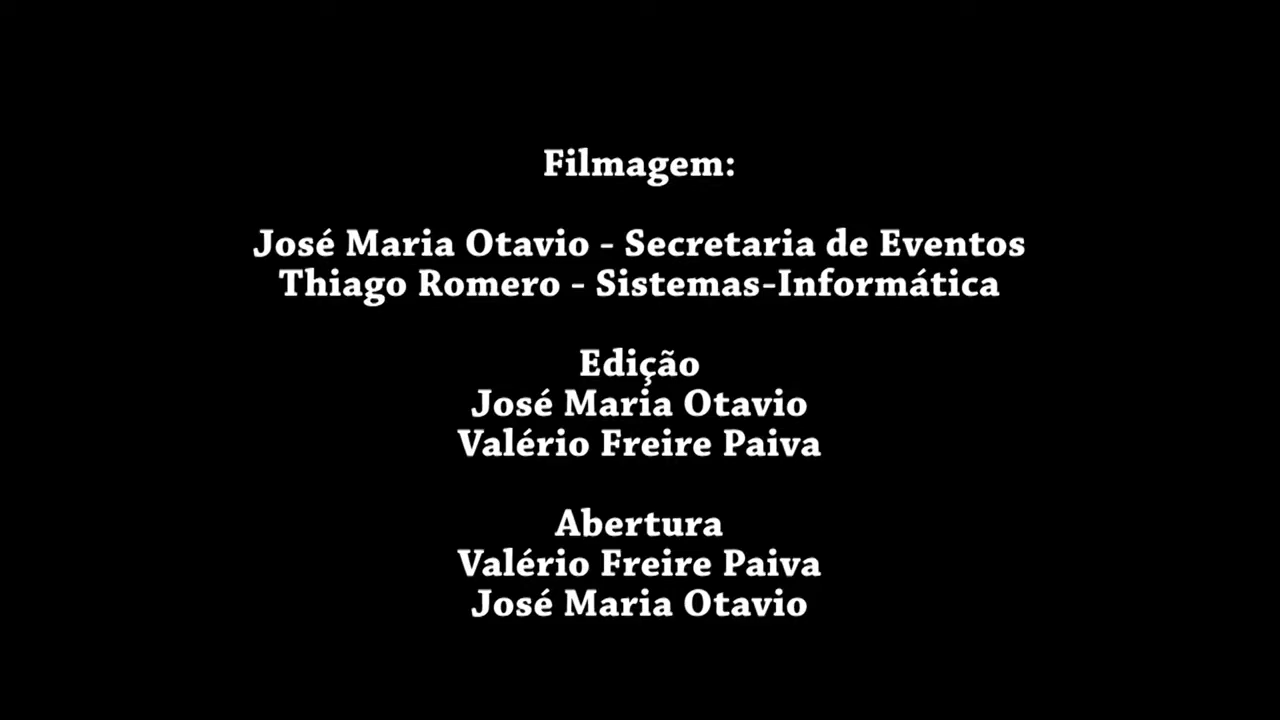 Filmagem:
José Maria Otavio - Secretaria de Eventos
Thiago Romero - Sistemas-Informática
Edição
José Maria Otavio
Valério Freire Paiva
Abertura
Valério Freire Paiva
José Maria Otavio